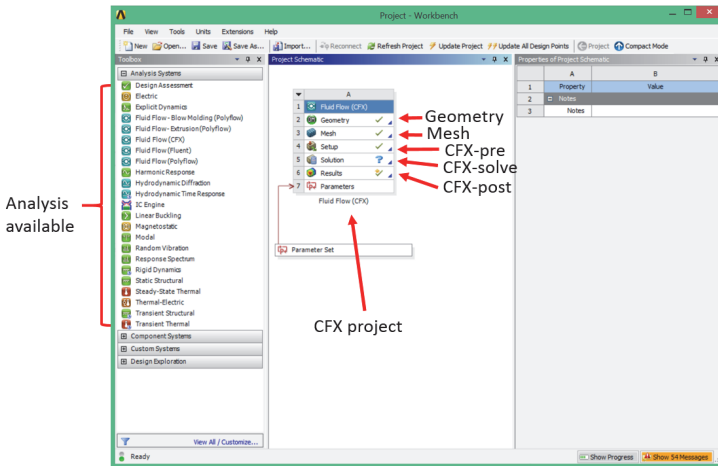 Project - Workbench
File View Tools Units Extensions Help
New Open... Save Save As... Import... Reconnect Refresh Project Update Project Update All Design Points Project Compact Mode
Toolbox
Project Schematic
Properties of Project Schematic
Analysis Systems
Design Assessment
Electric
Explicit Dynamics
Fluid Flow - Blow Molding (Polyflow)
Fluid Flow - Extrusion (Polyflow)
Fluid Flow (CFX)
Fluid Flow (Fluent)
Fluid Flow (Polyflow)
Harmonic Response
Hydrodynamic Diffraction
Hydrodynamic Time Response
IC Engine
Linear Buckling
Magnetostatic
Modal
Random Vibration
Response Spectrum
Rigid Dynamics
Static Structural
Steady-State Thermal
Thermal-Electric
Transient Structural
Transient Thermal
Component Systems
Custom Systems
Design Exploration
View All / Customize...
Ready
Analysis
available
A
1 Fluid Flow (CFX)
2 Geometry
3 Mesh
4 Setup
5 Solution ?
6 Results
7 Parameters
Fluid Flow (CFX)
Parameter Set
Geometry
Mesh
CFX-pre
CFX-solve
CFX-post
CFX project
A B
1 Property Value
2 Notes
3 Notes
Show Progress Show 54 Messages